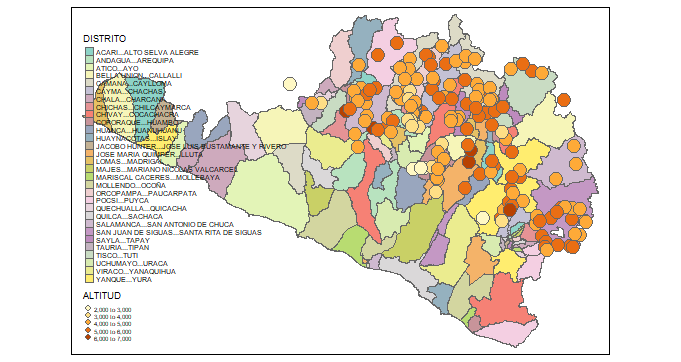 DISTRITO
ACARI...ALTO SELVA ALEGRE
ANDAGUA...AREQUIPA
ATICO...AYO
BELLA UNION...CALLALLI
CAMANA...CAYLLOMA
CAYMA...CHACHAS
CHALA...CHARCANA
CHICHAS...CHILCAYMARCA
CHIVAY...COCACHACRA
CORORAQUE...HUAMBO
HUANCA...HUANUHUANU
HUAYNACOTAS...ISLAY
JACOBO HUNTER...JOSE LUIS BUSTAMANTE Y RIVERO
JOSE MARIA QUIMPER...LLUTA
LOMAS...MADRIGAL
MAJES...MARIANO NICOLAS VALCARCEL
MARISCAL CACERES...MOLLEBAYA
MOLLENDO...OCOÑA
ORCOPAMPA...PAUCARPATA
POCSI...PUYCA
QUECHUALLA...QUICACHA
QUILCA...SACHACA
SALAMANCA...SAN ANTONIO DE CHUCA
SAN JUAN DE SIGUAS...SANTA RITA DE SIGUAS
SAYLA...TAPAY
TAURIA...TIPAN
TISCO...TUTI
UCHUMAYO...URACA
VIRACO...YANAQUIHUA
YANQUE...YURA
ALTITUD
2,000 to 3,000
3,000 to 4,000
4,000 to 5,000
5,000 to 6,000
6,000 to 7,000